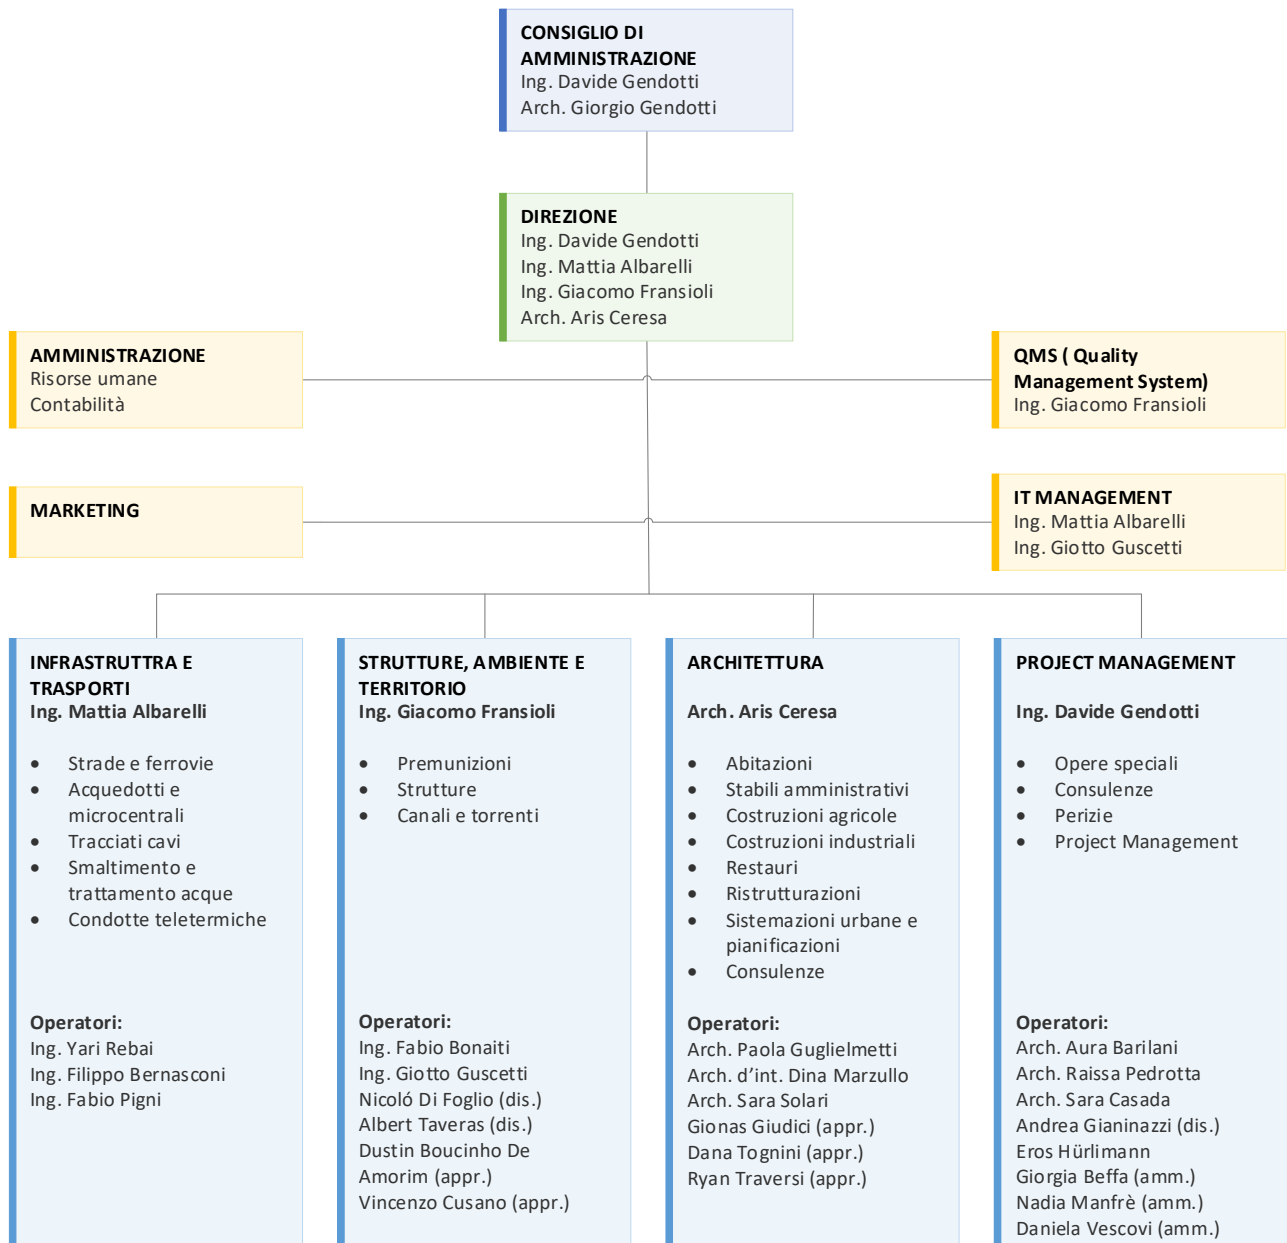 CONSIGLIO DI
AMMINISTRAZIONE
Ing. Davide Gendotti
Arch. Giorgio Gendotti
DIREZIONE
Ing. Davide Gendotti
Ing. Mattia Albarelli
Ing. Giacomo Fransioli
Arch. Aris Ceresa
AMMINISTRAZIONE
Risorse umane
Contabilità
QMS ( Quality
Management System)
Ing. Giacomo Fransioli
MARKETING
IT MANAGEMENT
Ing. Mattia Albarelli
Ing. Giotto Guscetti
INFRASTRUTTRA E
TRASPORTI
Ing. Mattia Albarelli
• Strade e ferrovie
• Acquedotti e
microcentrali
• Tracciati cavi
• Smaltimento e
trattamento acque
• Condotte teletermiche
Operatori:
Ing. Yari Rebai
Ing. Filippo Bernasconi
Ing. Fabio Pigni
STRUTTURE, AMBIENTE E
TERRITORIO
Ing. Giacomo Fransioli
• Premunizioni
• Strutture
• Canali e torrenti
Operatori:
Ing. Fabio Bonaiti
Ing. Giotto Guscetti
Nicoló Di Foglio (dis.)
Albert Taveras (dis.)
Dustin Boucinho De
Amorim (appr.)
Vincenzo Cusano (appr.)
ARCHITETTURA
Arch. Aris Ceresa
• Abitazioni
• Stabili amministrativi
• Costruzioni agricole
• Costruzioni industriali
• Restauri
• Ristrutturazioni
• Sistemazioni urbane e
pianificazioni
• Consulenze
Operatori:
Arch. Paola Guglielmetti
Arch. d’int. Dina Marzullo
Arch. Sara Solari
Gionas Giudici (appr.)
Dana Tognini (appr.)
Ryan Traversi (appr.)
PROJECT MANAGEMENT
Ing. Davide Gendotti
• Opere speciali
• Consulenze
• Perizie
• Project Management
Operatori:
Arch. Aura Barilani
Arch. Raissa Pedrotta
Arch. Sara Casada
Andrea Gianinazzi (dis.)
Eros Hürlimann
Giorgia Beffa (amm.)
Nadia Manfrè (amm.)
Daniela Vescovi (amm.)